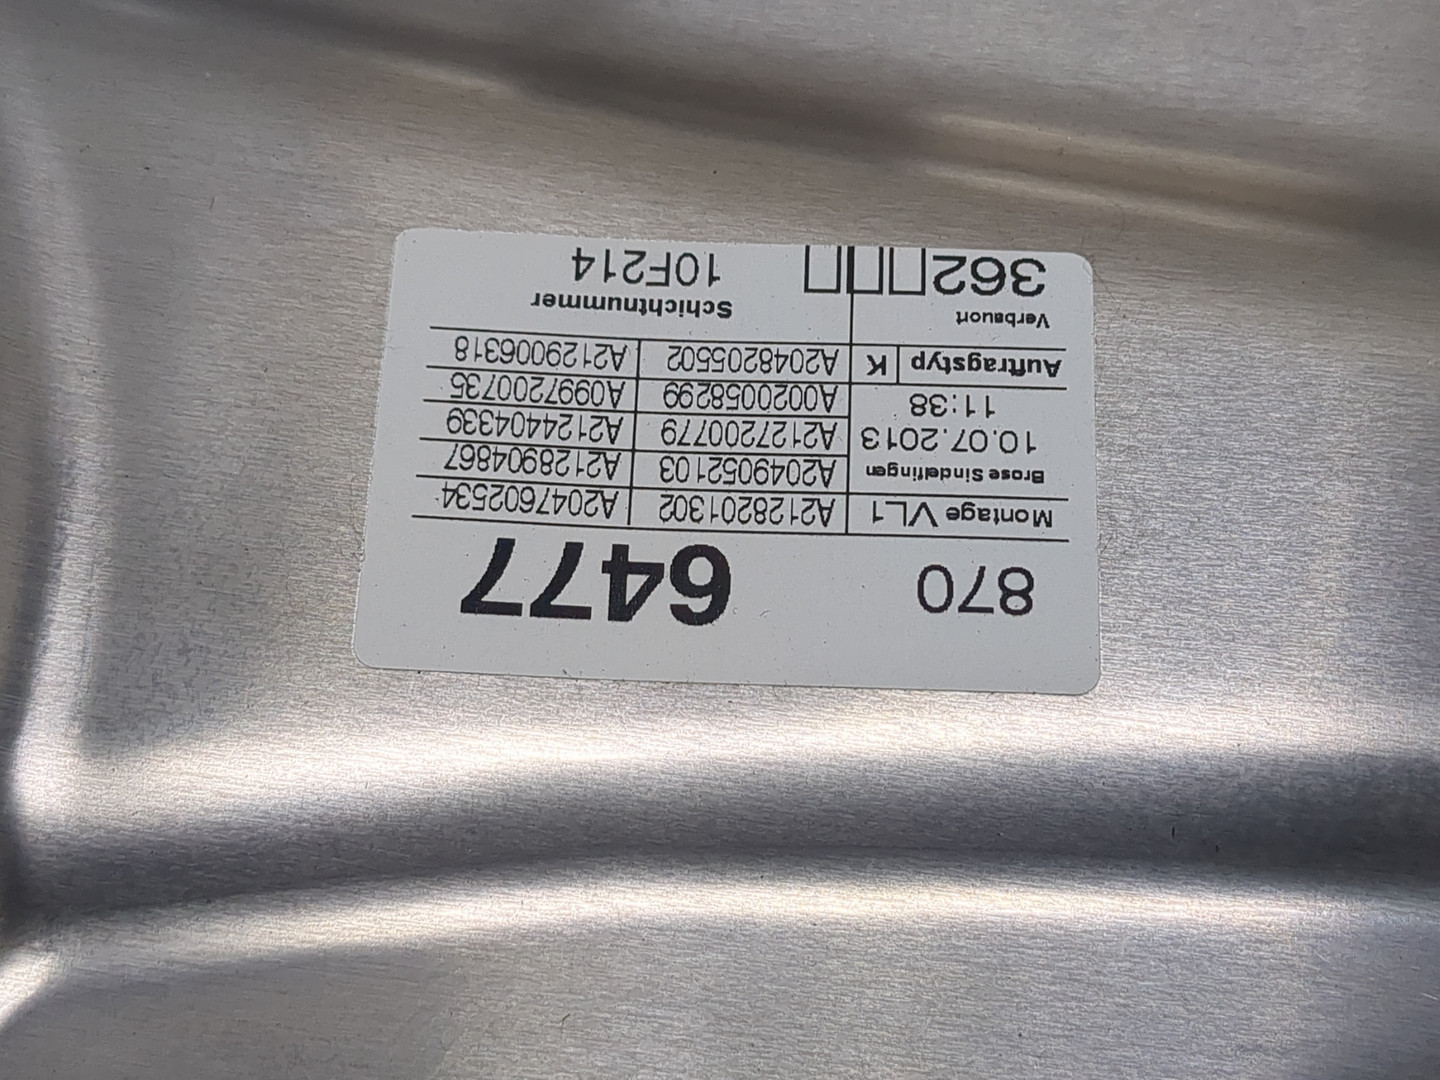 870 6477
Montage VL1 A2128201302 A2047602534
Brose Sindelfingen A2049052103 A2128904867
10.07.2013 A2127200779 A2124404339
11:38 A0020058299 A0997200735
Auftragstyp K A2048205502 A2129006318
Verbauort Schichtnummer
362 10F214